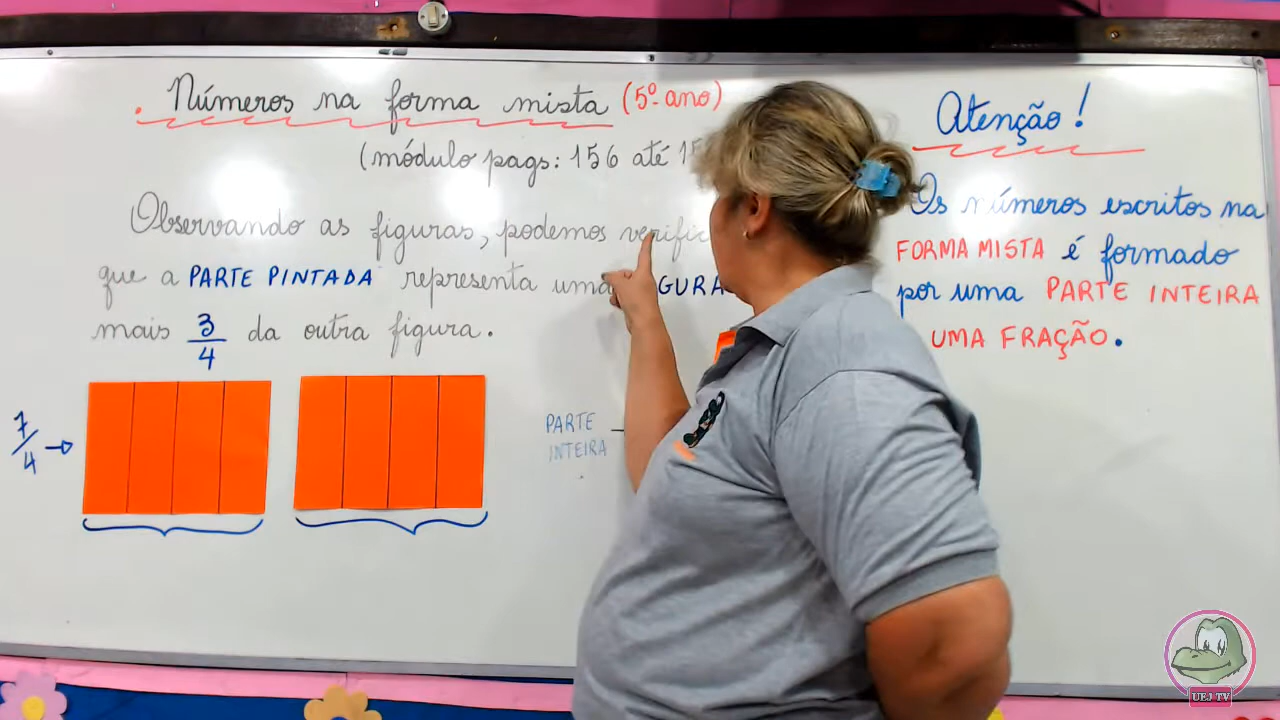 . Números na forma mista (5º ano)
(módulo pags: 156 até
Observando as figuras, podemos
que a PARTE PINTADA representa uma
mais 3/4 da outra figura.
7/4
PARTE
INTEIRA
Atenção!
Os números escritos na
FORMA MISTA é formado
por uma PARTE INTEIRA
UMA FRAÇÃO.
UEJ TV